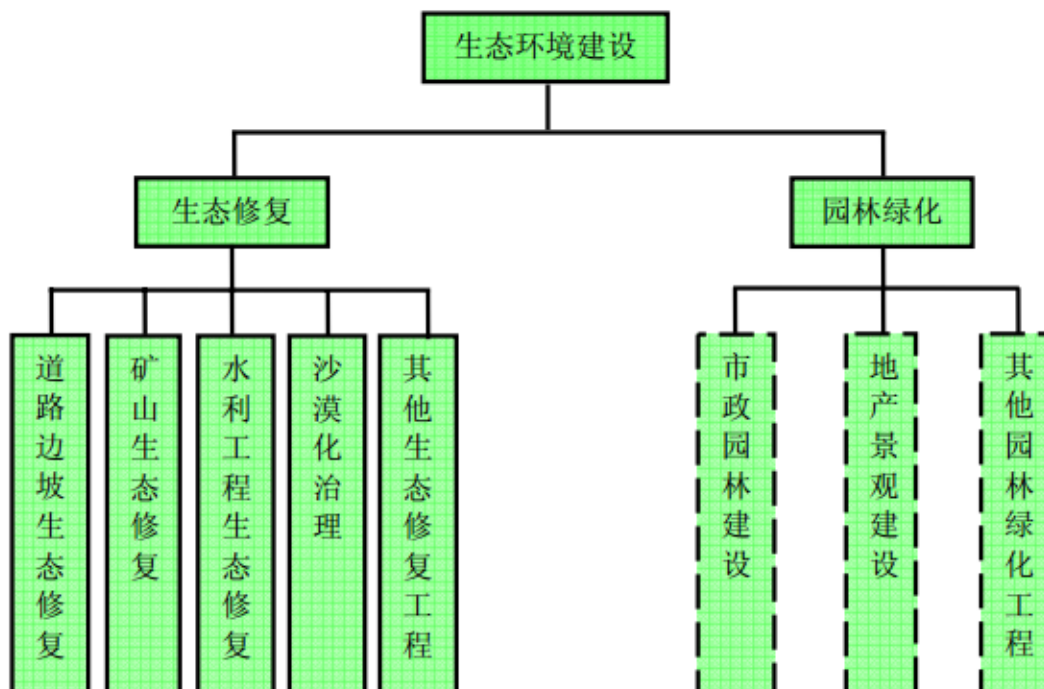 生态环境建设
生态修复
园林绿化
道路边坡生态修复
矿山生态修复
水利工程生态修复
沙漠化治理
其他生态修复工程
市政园林建设
地产景观建设
其他园林绿化工程